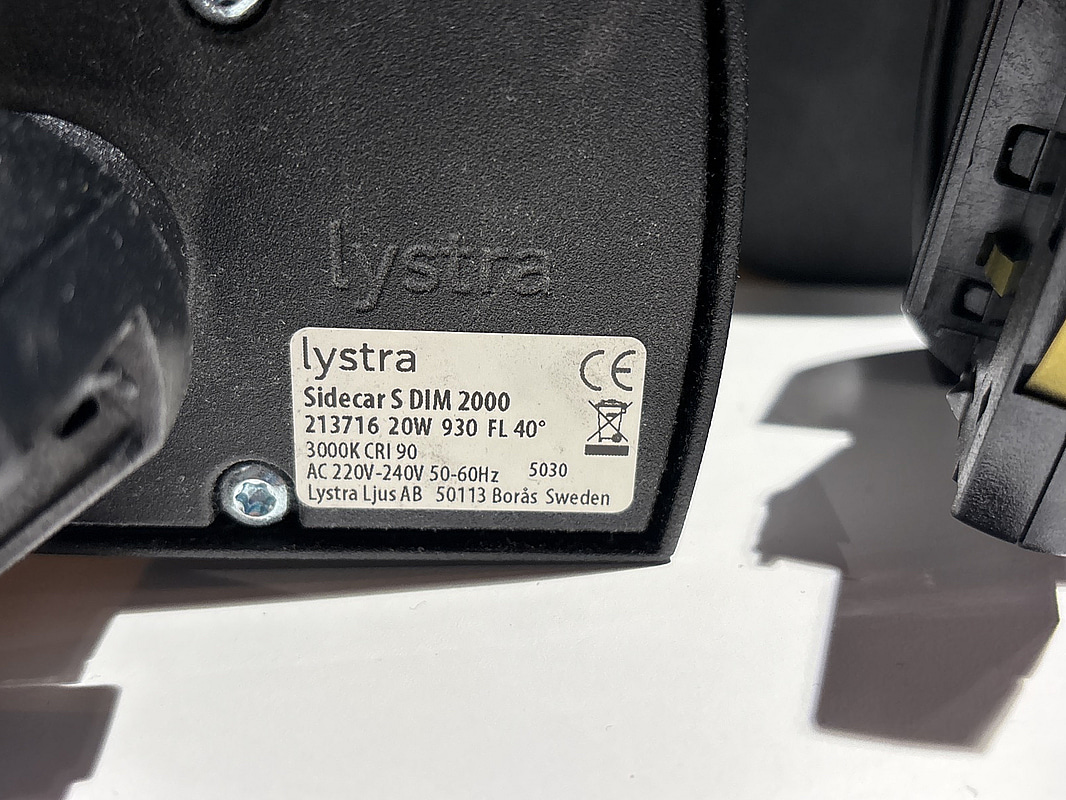 lystra
lystra
CE
Sidecar S DIM 2000
213716 20W 930 FL 40°
3000K CRI 90
AC 220V-240V 50-60Hz 5030
Lystra Ljus AB 50113 Borås Sweden